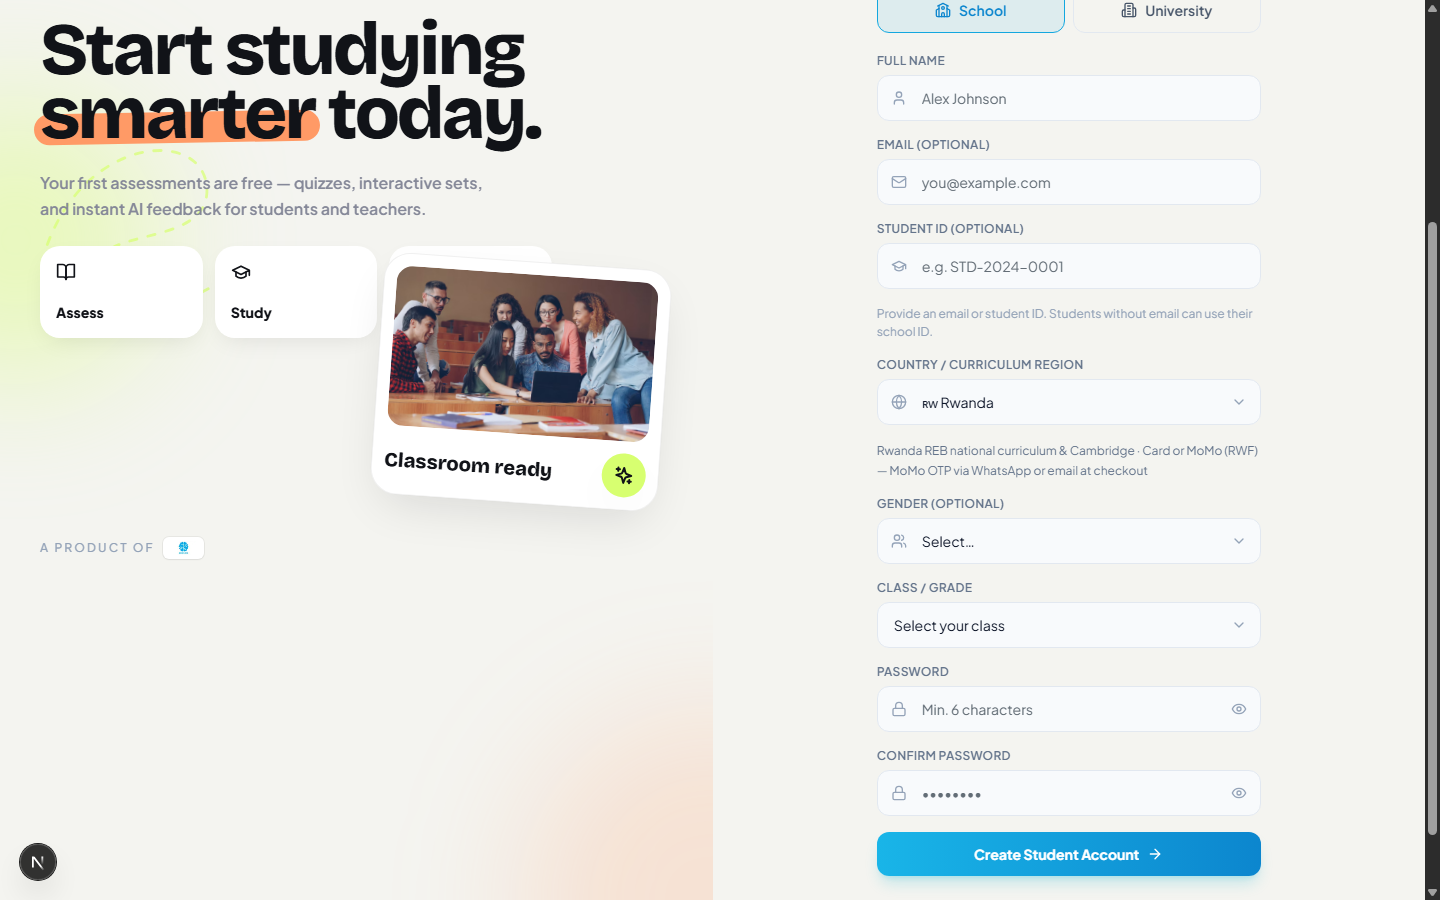 Start studying
smarter today.
Your first assessments are free — quizzes, interactive sets,
and instant AI feedback for students and teachers.
Assess
Study
Classroom ready
A PRODUCT OF
School
University
FULL NAME
Alex Johnson
EMAIL (OPTIONAL)
you@example.com
STUDENT ID (OPTIONAL)
e.g. STD-2024-0001
Provide an email or student ID. Students without email can use their
school ID.
COUNTRY / CURRICULUM REGION
RW Rwanda
Rwanda REB national curriculum & Cambridge · Card or MoMo (RWF)
— MoMo OTP via WhatsApp or email at checkout
GENDER (OPTIONAL)
Select...
CLASS / GRADE
Select your class
PASSWORD
Min. 6 characters
CONFIRM PASSWORD
••••••••
Create Student Account
N